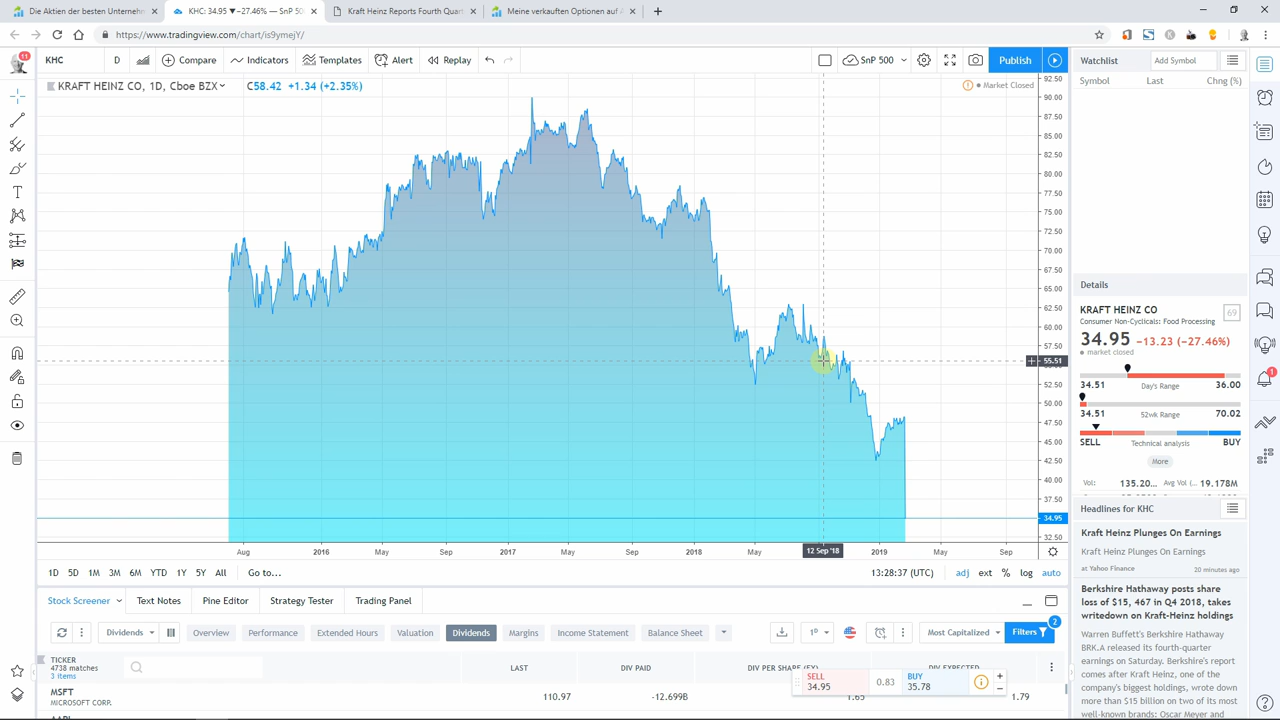 Die Aktien der besten Unternehm
KHC: 34.95 ▼−27.46% — SnP 500
Kraft Heinz Reports Fourth Quart
Meine verkauften Optionen auf A
https://www.tradingview.com/chart/is9ymejY/
11
KHC
D
Compare
Indicators
Templates
Alert
Replay
SnP 500
Publish
KRAFT HEINZ CO, 1D, Cboe BZX
C58.42 +1.34 (+2.35%)
Market Closed
92.50
90.00
87.50
85.00
82.50
80.00
77.50
75.00
72.50
70.00
67.50
65.00
62.50
60.00
57.50
55.51
52.50
50.00
47.50
45.00
42.50
40.00
37.50
34.95
32.50
Aug
2016
May
Sep
2017
May
Sep
2018
May
12 Sep '18
2019
May
Sep
1D 5D 1M 3M 6M YTD 1Y 5Y All
Go to...
13:28:37 (UTC)
adj ext % log auto
Stock Screener
Text Notes
Pine Editor
Strategy Tester
Trading Panel
Dividends
Overview
Performance
Extended Hours
Valuation
Dividends
Margins
Income Statement
Balance Sheet
1D
Most Capitalized
Filters
2
TICKER
4738 matches
3 items
LAST
DIV PAID
DIV PER SHARE (FY)
DIV EXPECTED
MSFT
MICROSOFT CORP.
110.97
-12.699B
1.65
1.79
SELL
34.95
0.83
BUY
35.78
Watchlist
Add Symbol
Symbol
Last
Chng (%)
Details
KRAFT HEINZ CO
69
Consumer Non-Cyclicals: Food Processing
34.95 −13.23 (−27.46%)
market closed
34.51
Day's Range
36.00
34.51
52wk Range
70.02
SELL
Technical analysis
BUY
More
Vol:
135.20...
Avg Vol (...
19.178M
Headlines for KHC
Kraft Heinz Plunges On Earnings
Kraft Heinz Plunges On Earnings
at Yahoo Finance
20 minutes ago
Berkshire Hathaway posts share
loss of $15, 467 in Q4 2018, takes
writedown on Kraft-Heinz holdings
Warren Buffett's Berkshire Hathaway
BRK.A released its fourth-quarter
earnings on Saturday. Berkshire's report
comes after Kraft Heinz, one of the
company's biggest holdings, wrote down
more than $15 billion on two of its most
well-known brands: Oscar Meyer and
1